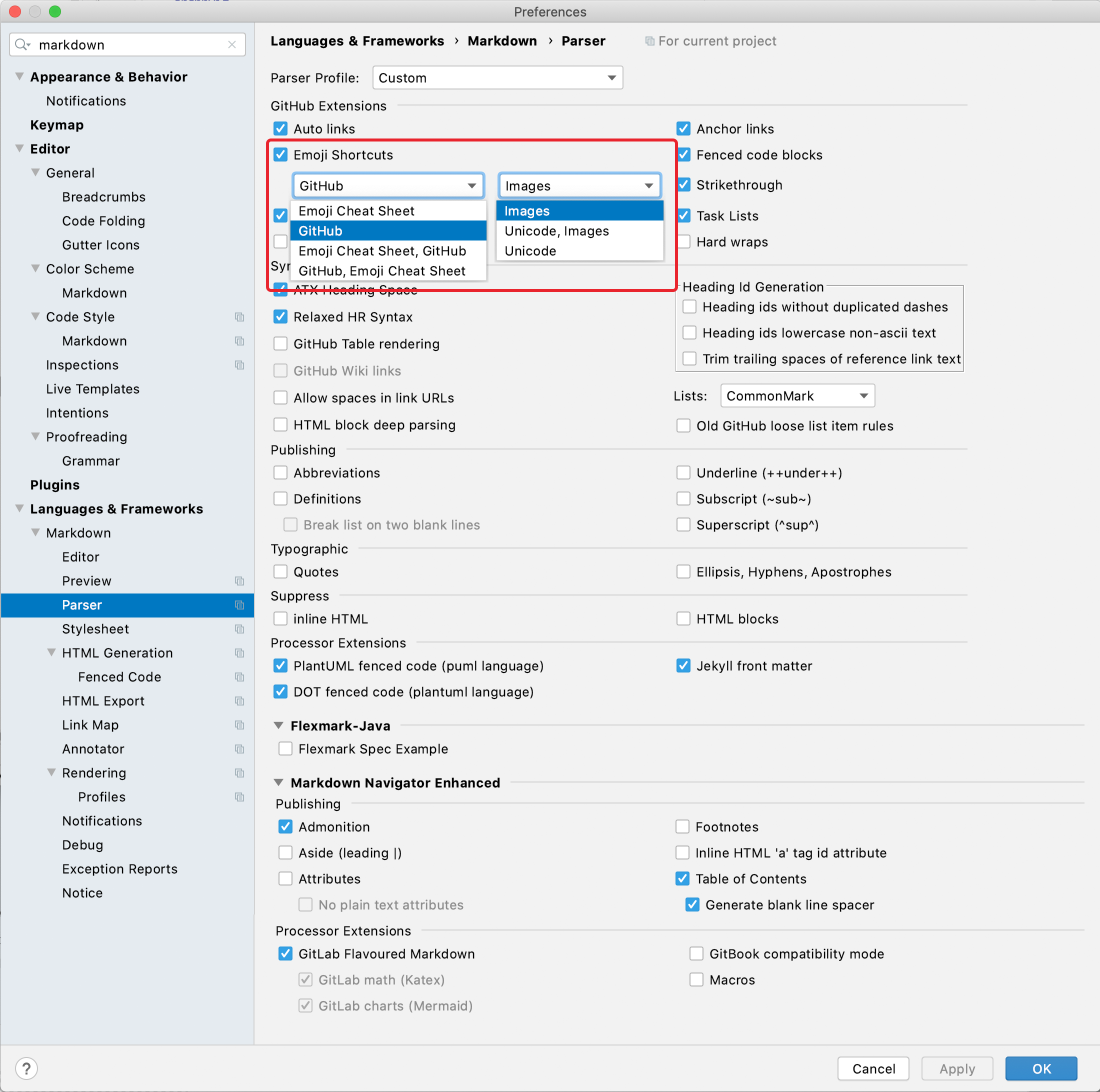 Preferences
markdown
Appearance & Behavior
Notifications
Keymap
Editor
General
Breadcrumbs
Code Folding
Gutter Icons
Color Scheme
Markdown
Code Style
Markdown
Inspections
Live Templates
Intentions
Proofreading
Grammar
Plugins
Languages & Frameworks
Markdown
Editor
Preview
Parser
Stylesheet
HTML Generation
Fenced Code
HTML Export
Link Map
Annotator
Rendering
Profiles
Notifications
Debug
Exception Reports
Notice
Languages & Frameworks › Markdown › Parser For current project
Parser Profile: Custom
GitHub Extensions
Auto links Anchor links
Emoji Shortcuts Fenced code blocks
GitHub Images Strikethrough
Emoji Cheat Sheet Images Task Lists
GitHub Unicode, Images Hard wraps
Emoji Cheat Sheet, GitHub Unicode
GitHub, Emoji Cheat Sheet
ATX Heading Space Heading Id Generation
Heading ids without duplicated dashes
Relaxed HR Syntax Heading ids lowercase non-ascii text
GitHub Table rendering Trim trailing spaces of reference link text
GitHub Wiki links
Allow spaces in link URLs Lists: CommonMark
HTML block deep parsing Old GitHub loose list item rules
Publishing
Abbreviations Underline (++under++)
Definitions Subscript (~sub~)
Break list on two blank lines Superscript (^sup^)
Typographic
Quotes Ellipsis, Hyphens, Apostrophes
Suppress
inline HTML HTML blocks
Processor Extensions
PlantUML fenced code (puml language) Jekyll front matter
DOT fenced code (plantuml language)
Flexmark-Java
Flexmark Spec Example
Markdown Navigator Enhanced
Publishing
Admonition Footnotes
Aside (leading |) Inline HTML 'a' tag id attribute
Attributes Table of Contents
No plain text attributes Generate blank line spacer
Processor Extensions
GitLab Flavoured Markdown GitBook compatibility mode
GitLab math (Katex) Macros
GitLab charts (Mermaid)
? Cancel Apply OK